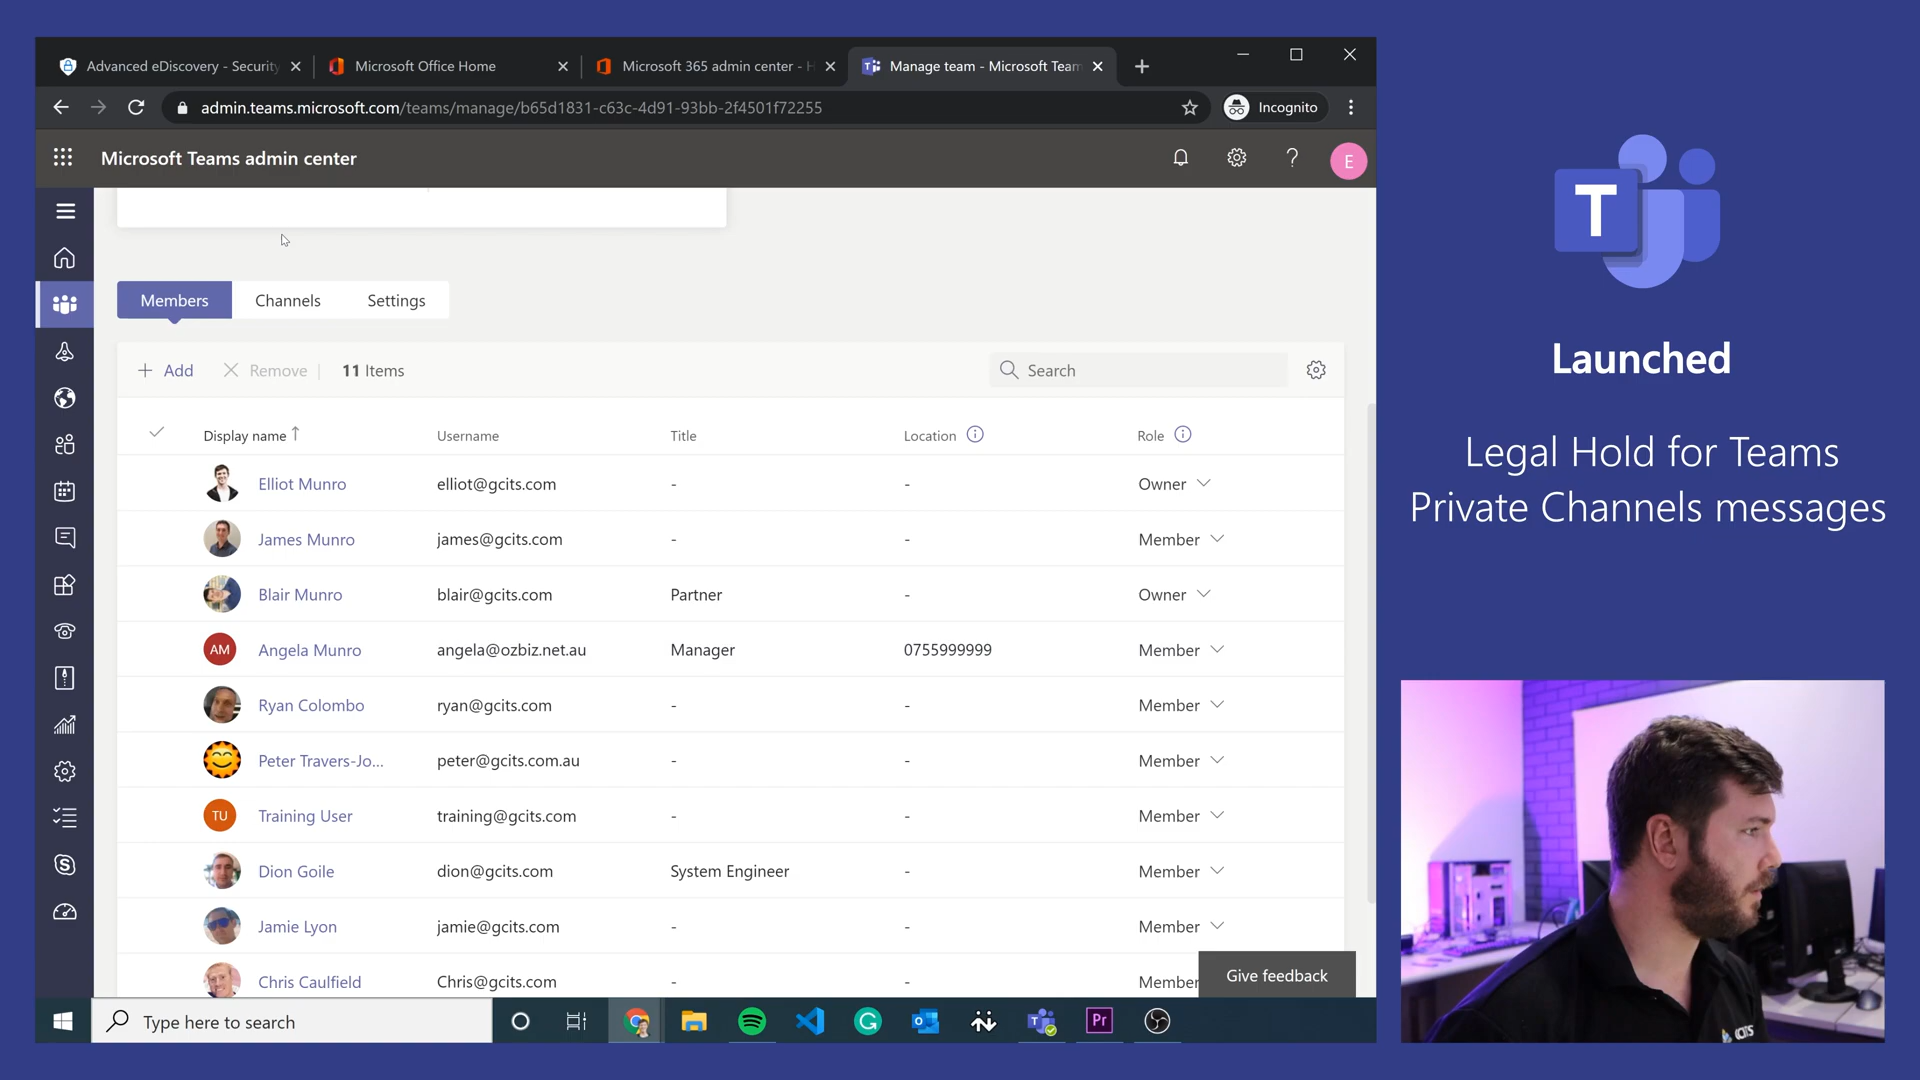 Advanced eDiscovery - Security
Microsoft Office Home
Microsoft 365 admin center - H
Manage team - Microsoft Team
admin.teams.microsoft.com/teams/manage/b65d1831-c63c-4d91-93bb-2f4501f72255
Incognito
Microsoft Teams admin center
E
Members
Channels
Settings
Add
Remove
11 Items
Search
Display name
Username
Title
Location
Role
Elliot Munro elliot@gcits.com - - Owner
James Munro james@gcits.com - - Member
Blair Munro blair@gcits.com Partner - Owner
AM Angela Munro angela@ozbiz.net.au Manager 0755999999 Member
Ryan Colombo ryan@gcits.com - - Member
Peter Travers-Jo... peter@gcits.com.au - - Member
TU Training User training@gcits.com - - Member
Dion Goile dion@gcits.com System Engineer - Member
Jamie Lyon jamie@gcits.com - - Member
Chris Caulfield Chris@gcits.com - - Member
Give feedback
Type here to search
Pr
T
Launched
Legal Hold for Teams
Private Channels messages
GCITS